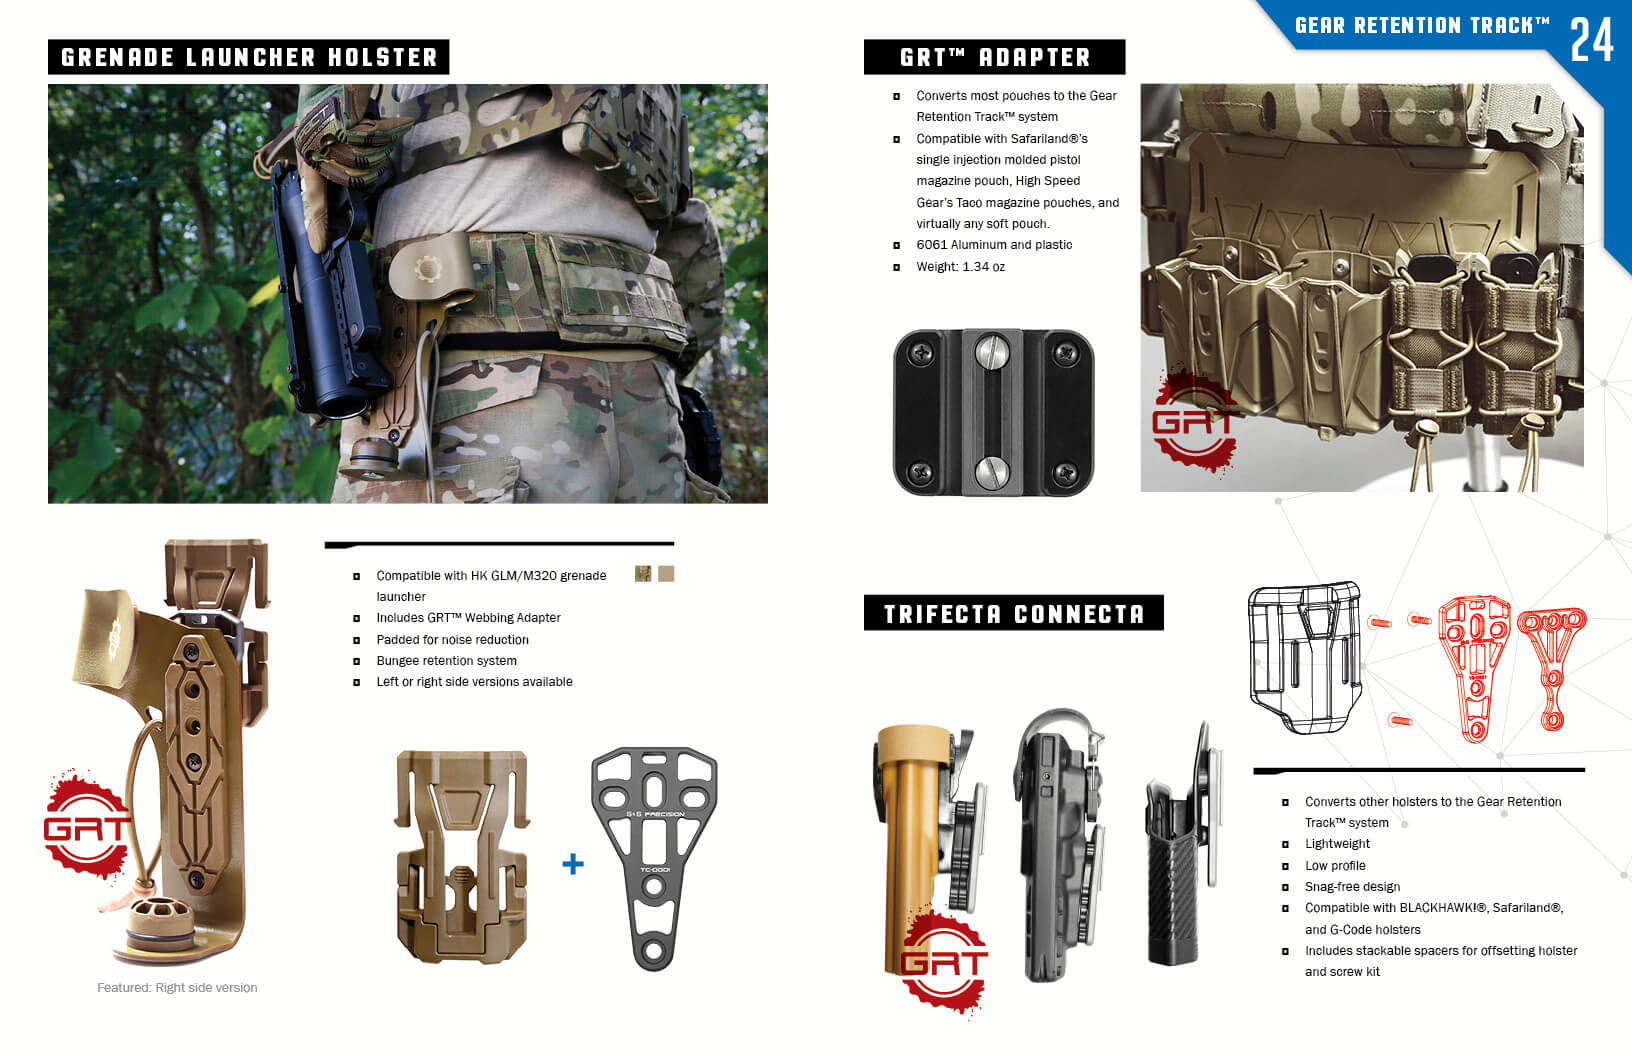 GEAR RETENTION TRACK™
24
GRENADE LAUNCHER HOLSTER
Compatible with HK GLM/M320 grenade
launcher
Includes GRT™ Webbing Adapter
Padded for noise reduction
Bungee retention system
Left or right side versions available
GRT
G&G PRECISION
TC-0001
+
Featured: Right side version
GRT™ ADAPTER
Converts most pouches to the Gear
Retention Track™ system
Compatible with Safariland®'s
single injection molded pistol
magazine pouch, High Speed
Gear's Taco magazine pouches, and
virtually any soft pouch.
6061 Aluminum and plastic
Weight: 1.34 oz
GRT
TRIFECTA CONNECTA
GRT
Converts other holsters to the Gear Retention
Track™ system
Lightweight
Low profile
Snag-free design
Compatible with BLACKHAWK!®, Safariland®,
and G-Code holsters
Includes stackable spacers for offsetting holster
and screw kit